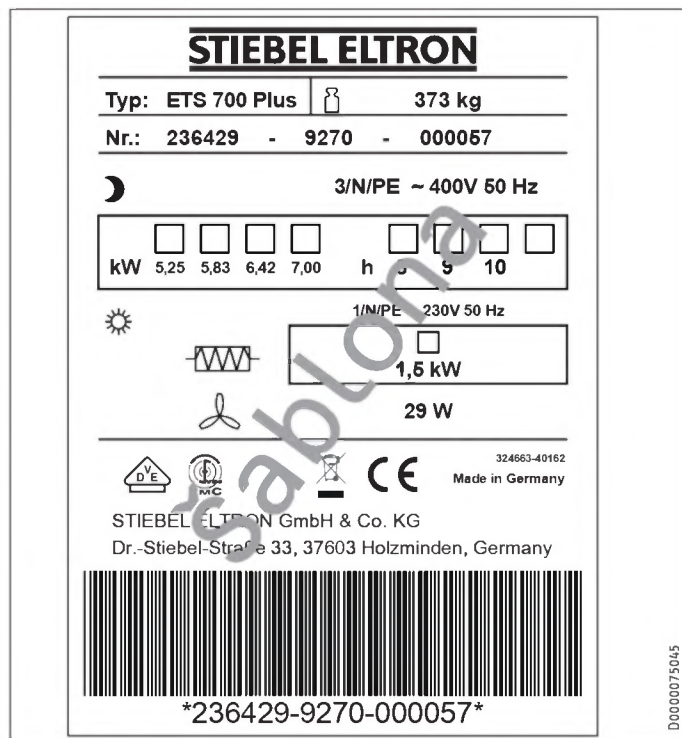 STIEBEL ELTRON
Typ: ETS 700 Plus 373 kg
Nr.: 236429 - 9270 - 000057
3/N/PE ~ 400V 50 Hz
kW 5,25 5,83 6,42 7,00 h 8 9 10
1/N/PE 230V 50 Hz
1,5 kW
29 W
VDE
EMC
CE
324663-40162
Made in Germany
STIEBEL ELTRON GmbH & Co. KG
Dr.-Stiebel-Straße 33, 37603 Holzminden, Germany
*236429-9270-000057*
šablona
D0000075045